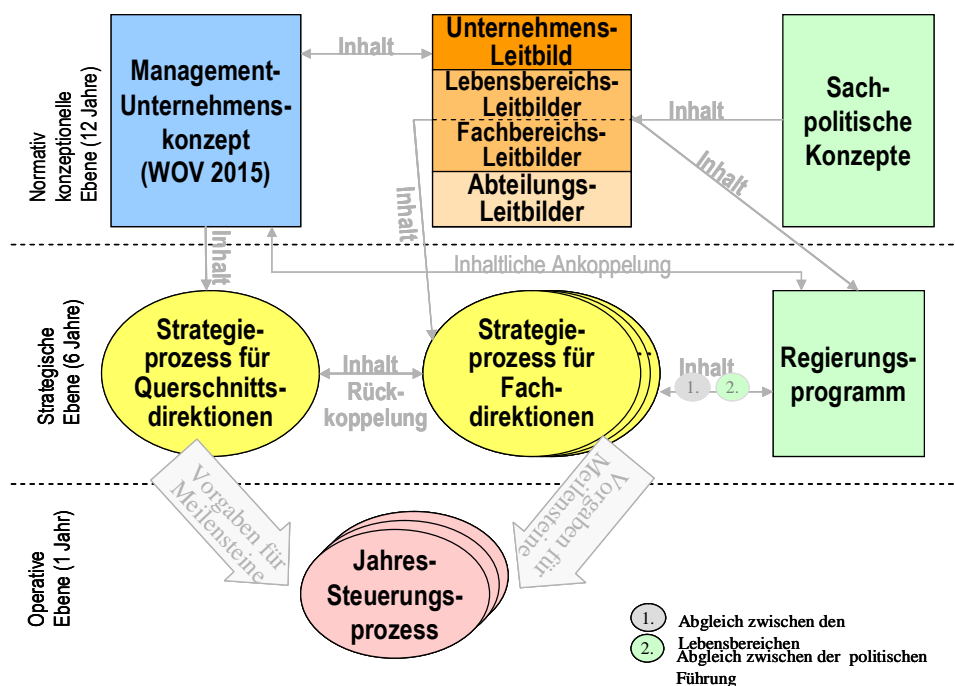 Normativ
konzeptionelle
Ebene (12 Jahre)
Management-
Unternehmens-
konzept
(WOV 2015)
Inhalt
Unternehmens-
Leitbild
Lebensbereichs-
Leitbilder
Fachbereichs-
Leitbilder
Abteilungs-
Leitbilder
Inhalt
Sach-
politische
Konzepte
Inhalt
Inhalt
Inhalt
Inhaltliche Ankoppelung
Strategische
Ebene (6 Jahre)
Strategie-
prozess für
Querschnitts-
direktionen
Inhalt
Rück-
koppelung
Strategie-
prozess für
Fach-
direktionen
..
Inhalt
1.
2.
Regierungs-
programm
Vorgaben für
Meilensteine
Vorgaben für
Meilensteine
Operative
Ebene (1 Jahr)
Jahres-
Steuerungs-
prozess
1.
Abgleich zwischen den
Lebensbereichen
2.
Abgleich zwischen der politischen
Führung